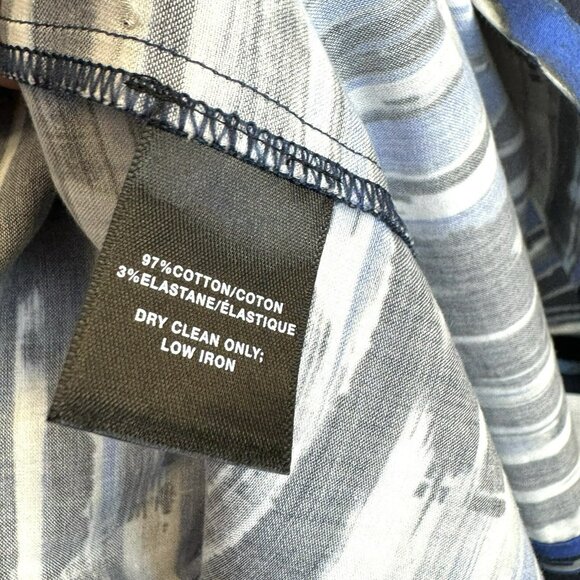 97%COTTON/COTON
3%ELASTANE/ÉLASTIQUE
DRY CLEAN ONLY;
LOW IRON